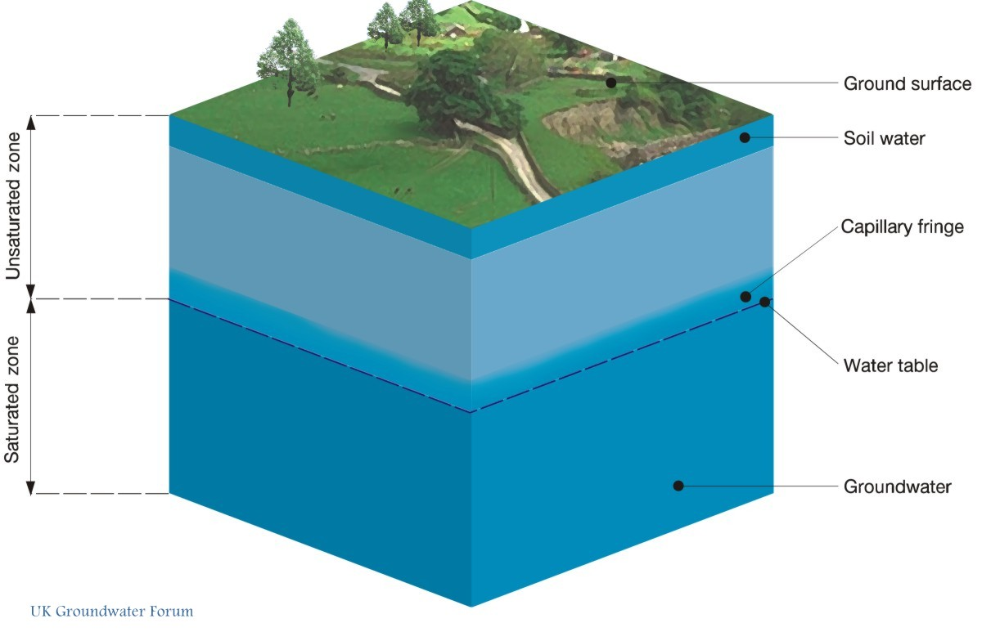 Ground surface
Soil water
Unsaturated zone
Capillary fringe
Water table
Saturated zone
Groundwater
UK Groundwater Forum